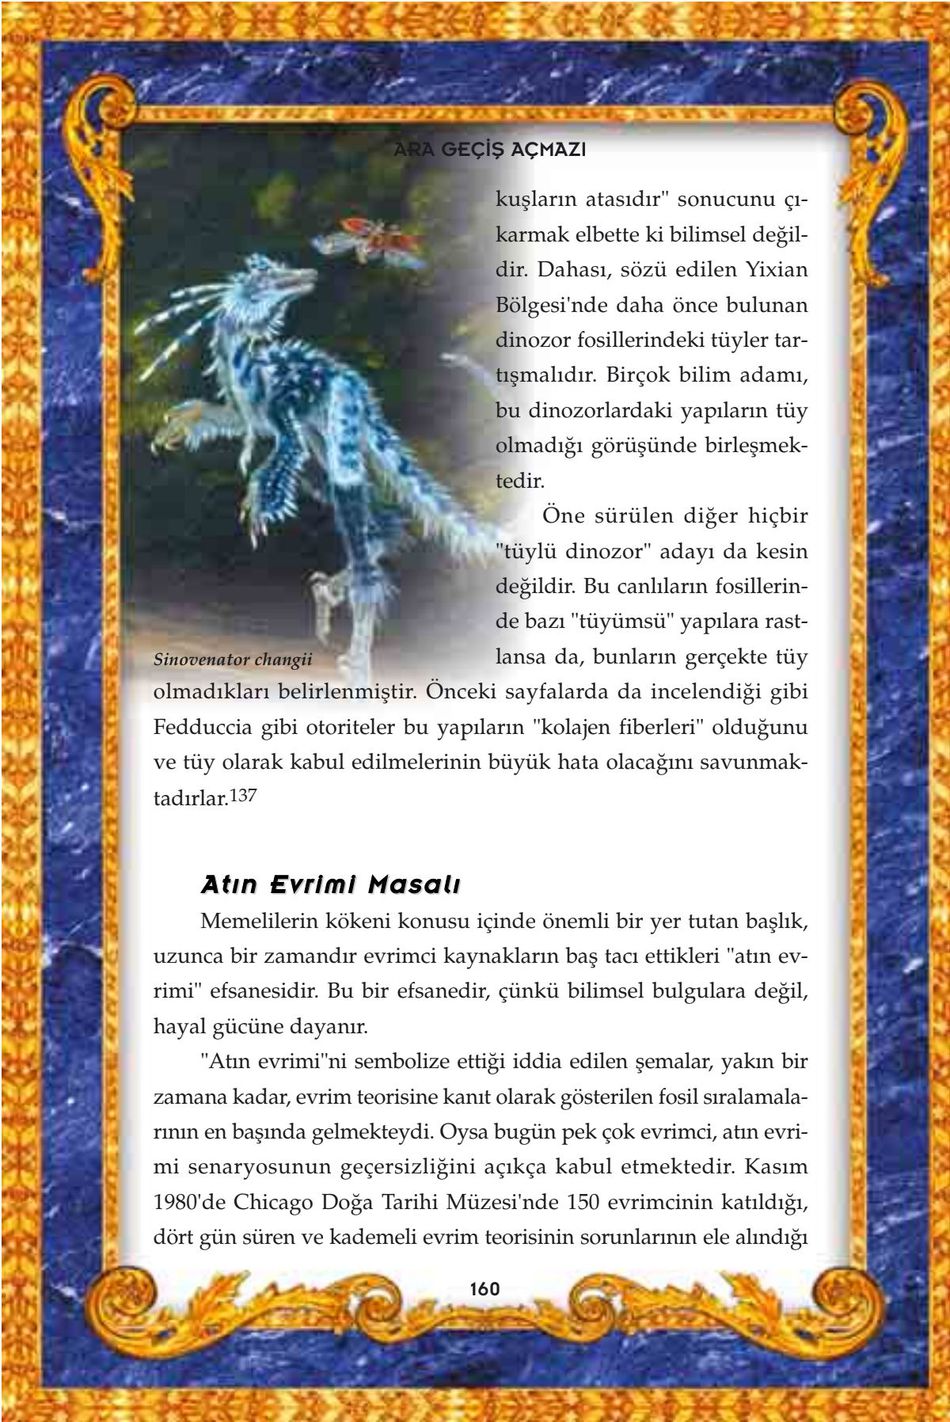 ARA GEÇİŞ AÇMAZI
kuşların atasıdır" sonucunu çı-
karmak elbette ki bilimsel değil-
dir. Dahası, sözü edilen Yixian
Bölgesi'nde daha önce bulunan
dinozor fosillerindeki tüyler tar-
tışmalıdır. Birçok bilim adamı,
bu dinozorlardaki yapıların tüy
olmadığı görüşünde birleşmek-
tedir.
Öne sürülen diğer hiçbir
"tüylü dinozor" adayı da kesin
değildir. Bu canlıların fosillerin-
de bazı "tüyümsü" yapılara rast-
Sinovenator changii
lansa da, bunların gerçekte tüy
olmadıkları belirlenmiştir. Önceki sayfalarda da incelendiği gibi
Fedduccia gibi otoriteler bu yapıların "kolajen fiberleri" olduğunu
ve tüy olarak kabul edilmelerinin büyük hata olacağını savunmak-
tadırlar.137
Atın Evrimi Masalı
Memelilerin kökeni konusu içinde önemli bir yer tutan başlık,
uzunca bir zamandır evrimci kaynakların baş tacı ettikleri "atın ev-
rimi" efsanesidir. Bu bir efsanedir, çünkü bilimsel bulgulara değil,
hayal gücüne dayanır.
"Atın evrimi"ni sembolize ettiği iddia edilen şemalar, yakın bir
zamana kadar, evrim teorisine kanıt olarak gösterilen fosil sıralamala-
rının en başında gelmekteydi. Oysa bugün pek çok evrimci, atın evri-
mi senaryosunun geçersizliğini açıkça kabul etmektedir. Kasım
1980'de Chicago Doğa Tarihi Müzesi'nde 150 evrimcinin katıldığı,
dört gün süren ve kademeli evrim teorisinin sorunlarının ele alındığı
160